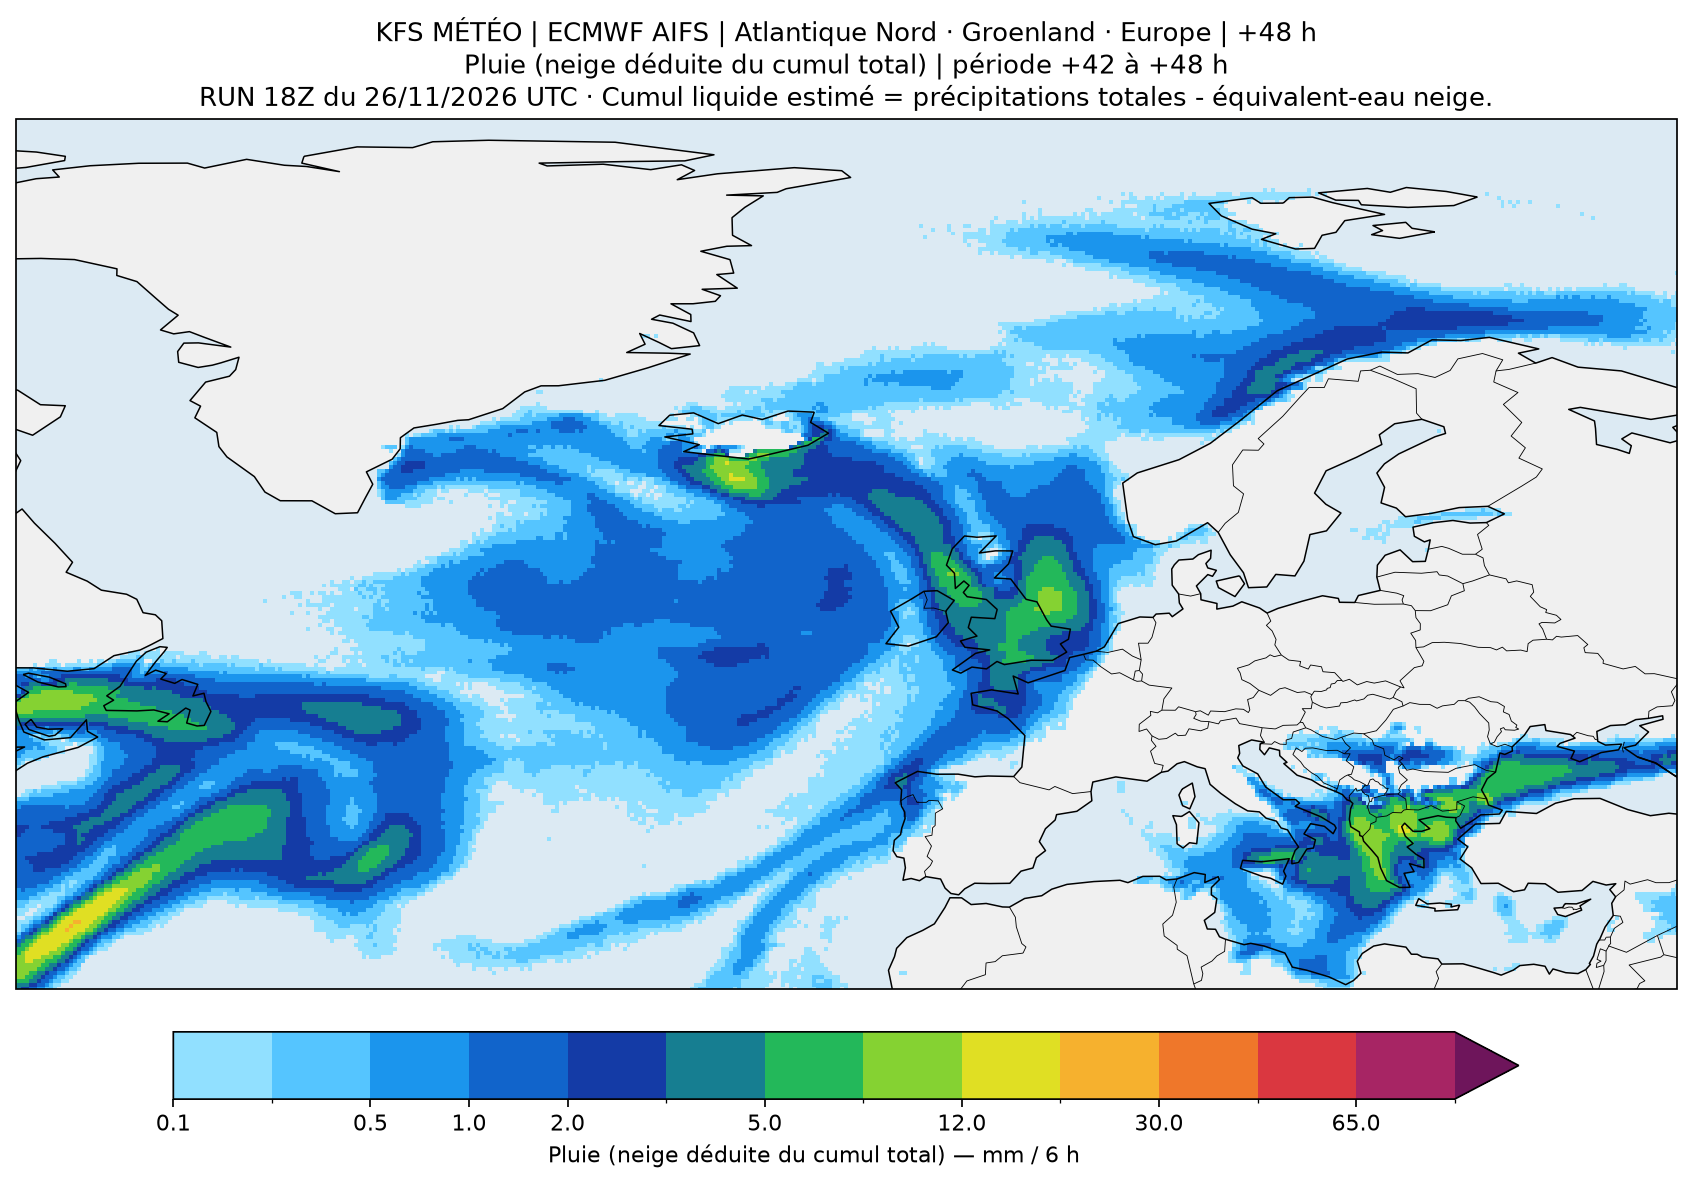 KFS MÉTÉO | ECMWF AIFS | Atlantique Nord · Groenland · Europe | +48 h
Pluie (neige déduite du cumul total) | période +42 à +48 h
RUN 18Z du 26/11/2026 UTC · Cumul liquide estimé = précipitations totales - équivalent-eau neige.
0.1 0.5 1.0 2.0 5.0 12.0 30.0 65.0
Pluie (neige déduite du cumul total) — mm / 6 h